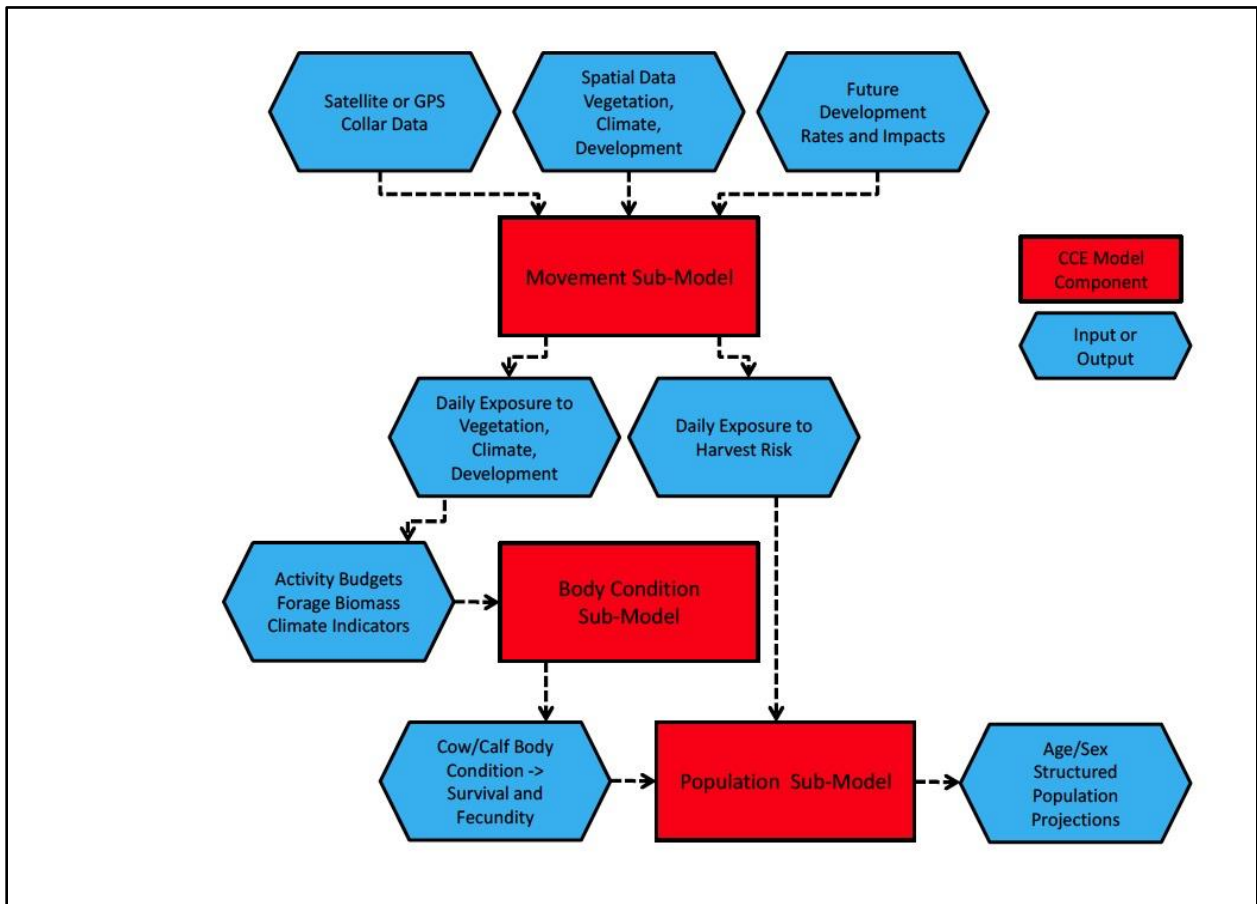 Satellite or GPS
Collar Data
Spatial Data
Vegetation,
Climate,
Development
Future
Development
Rates and Impacts
Movement Sub-Model
CCE Model
Component
Input or
Output
Daily Exposure to
Vegetation,
Climate,
Development
Daily Exposure to
Harvest Risk
Activity Budgets
Forage Biomass
Climate Indicators
Body Condition
Sub-Model
Cow/Calf Body
Condition ->
Survival and
Fecundity
Population Sub-Model
Age/Sex
Structured
Population
Projections